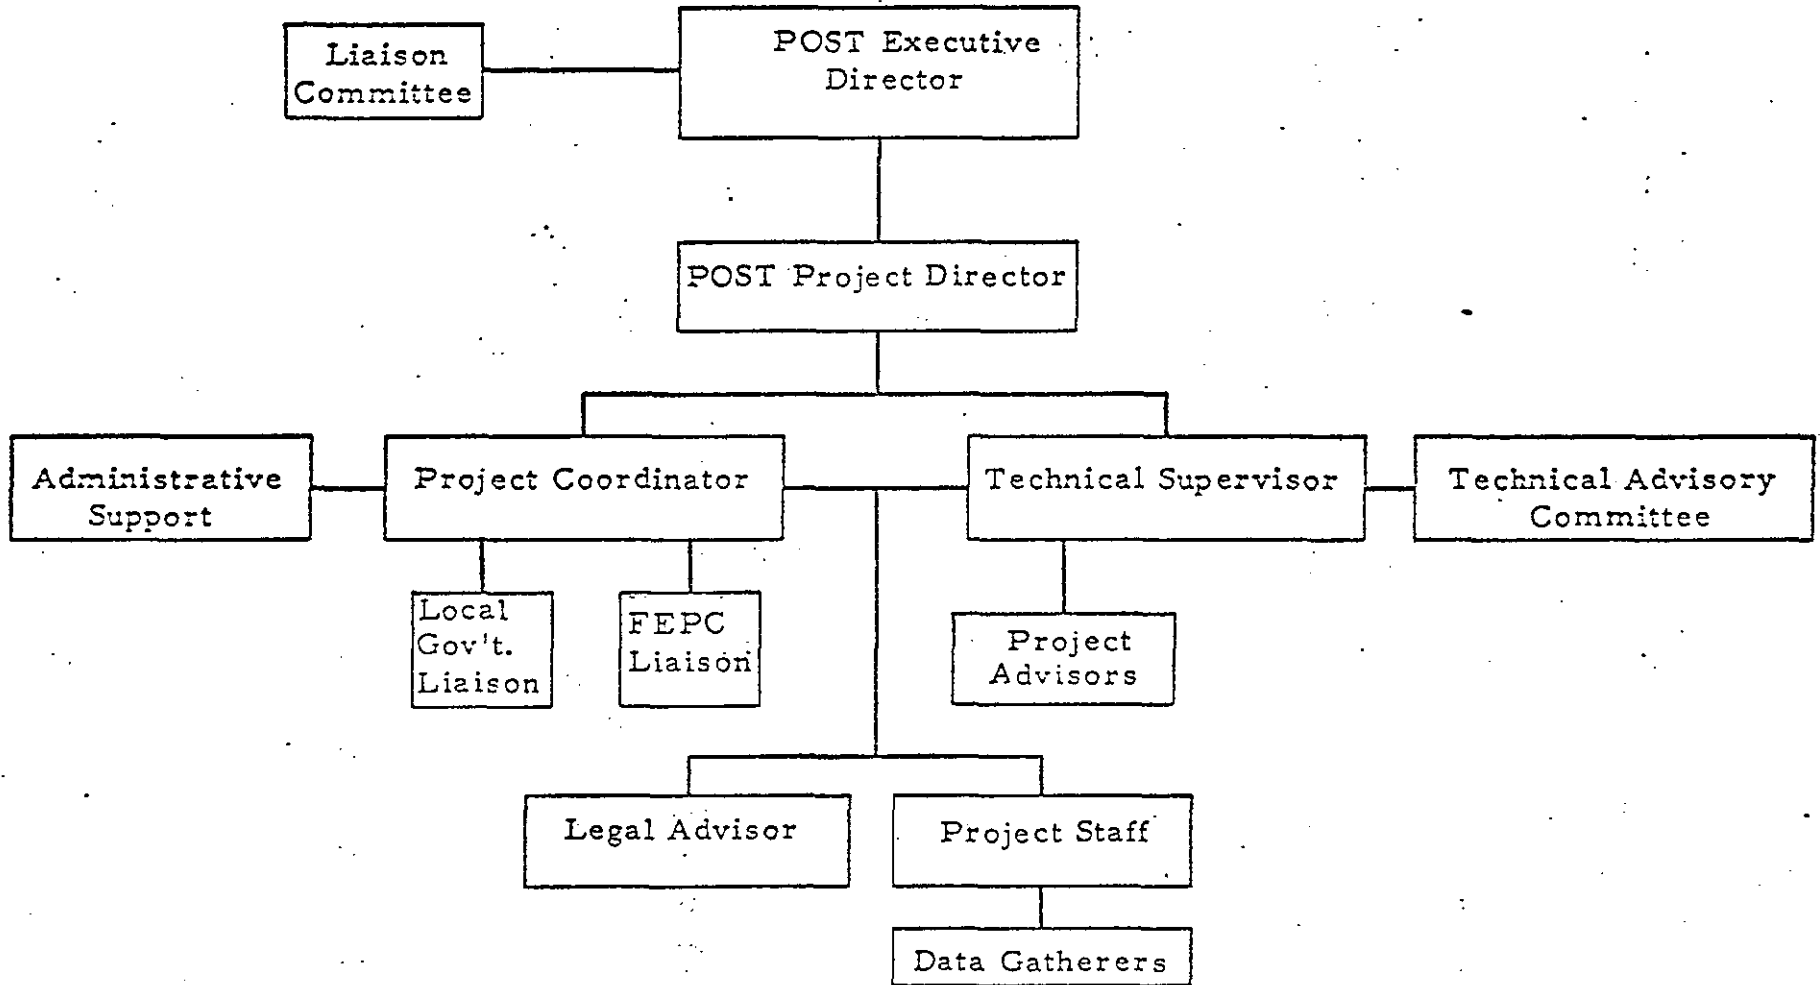 Liaison
Committee
POST Executive
Director
POST Project Director
Administrative
Support
Project Coordinator
Technical Supervisor
Technical Advisory
Committee
Local
Gov't.
Liaison
FEPC
Liaison
Project
Advisors
Legal Advisor
Project Staff
Data Gatherers